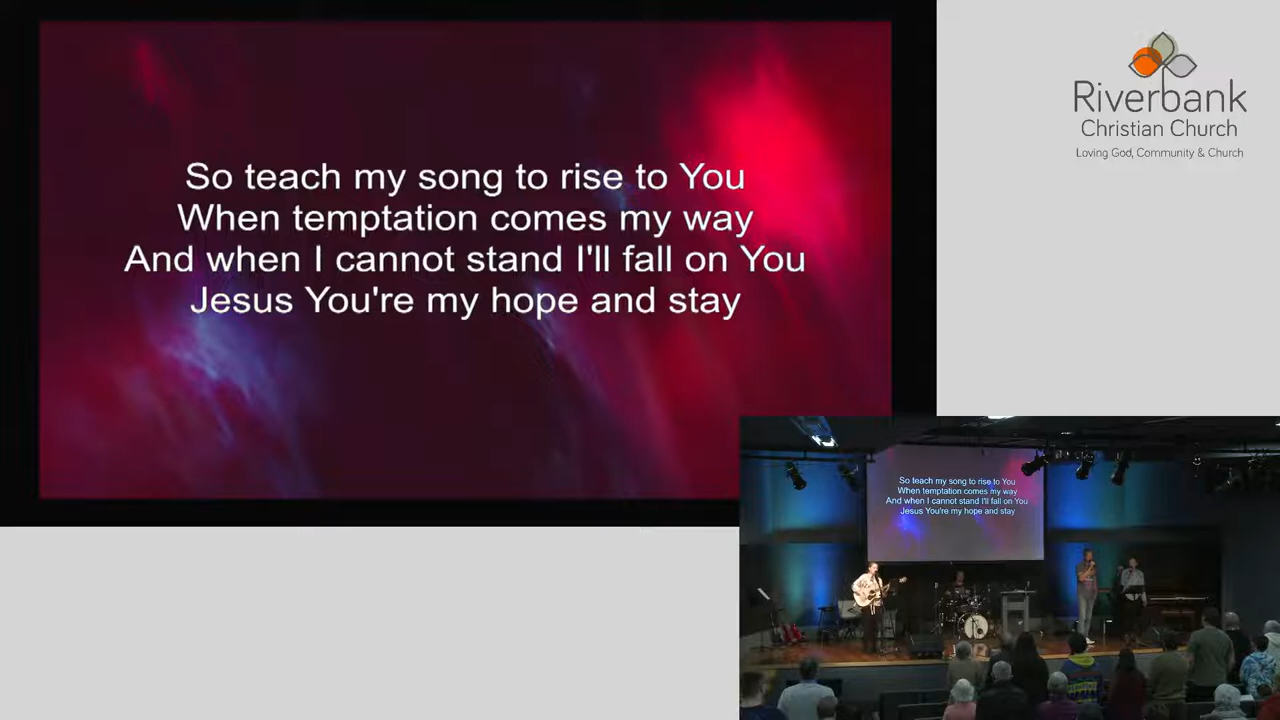 So teach my song to rise to You
When temptation comes my way
And when I cannot stand I'll fall on You
Jesus You're my hope and stay
Riverbank
Christian Church
Loving God, Community & Church
So teach my song to rise to You
When temptation comes my way
And when I cannot stand I'll fall on You
Jesus You're my hope and stay